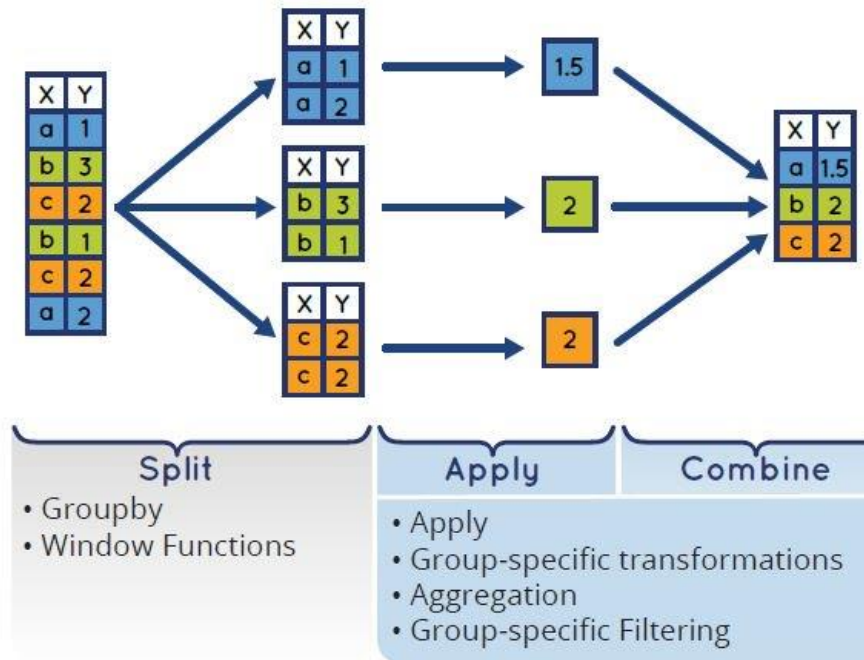 X Y
a 1
b 3
c 2
b 1
c 2
a 2
X Y
a 1
a 2
X Y
b 3
b 1
X Y
c 2
c 2
1.5
2
2
X Y
a 1.5
b 2
c 2
Split
• Groupby
• Window Functions
Apply
Combine
• Apply
• Group-specific transformations
• Aggregation
• Group-specific Filtering